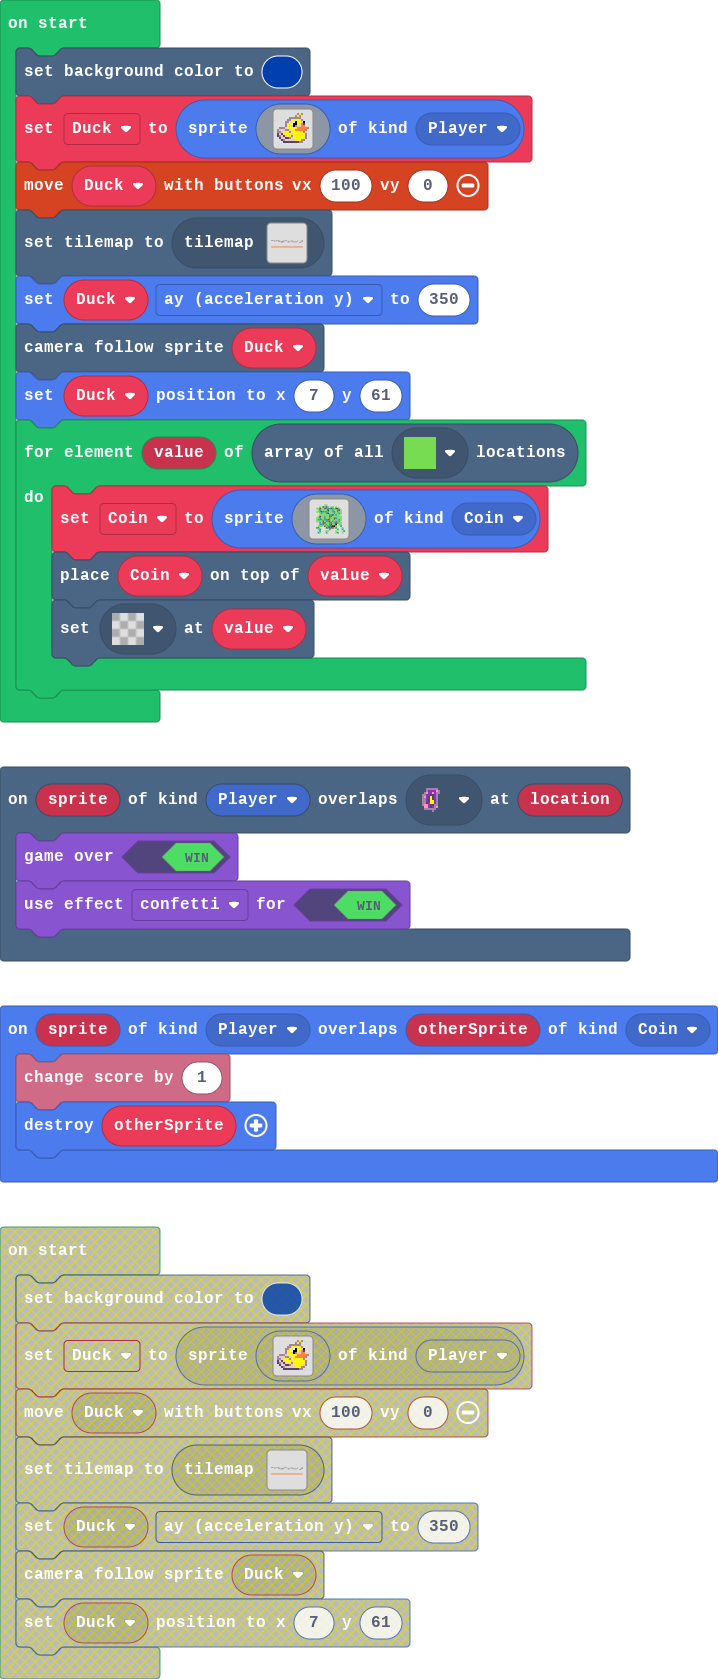 on start
set background color to
set Duck to sprite of kind Player
move Duck with buttons vx 100 vy 0
set tilemap to tilemap
set Duck ay (acceleration y) to 350
camera follow sprite Duck
set Duck position to x 7 y 61
for element value of array of all locations
do
set Coin to sprite of kind Coin
place Coin on top of value
set at value
on sprite of kind Player overlaps at location
game over WIN
use effect confetti for WIN
on sprite of kind Player overlaps otherSprite of kind Coin
change score by 1
destroy otherSprite
on start
set background color to
set Duck to sprite of kind Player
move Duck with buttons vx 100 vy 0
set tilemap to tilemap
set Duck ay (acceleration y) to 350
camera follow sprite Duck
set Duck position to x 7 y 61